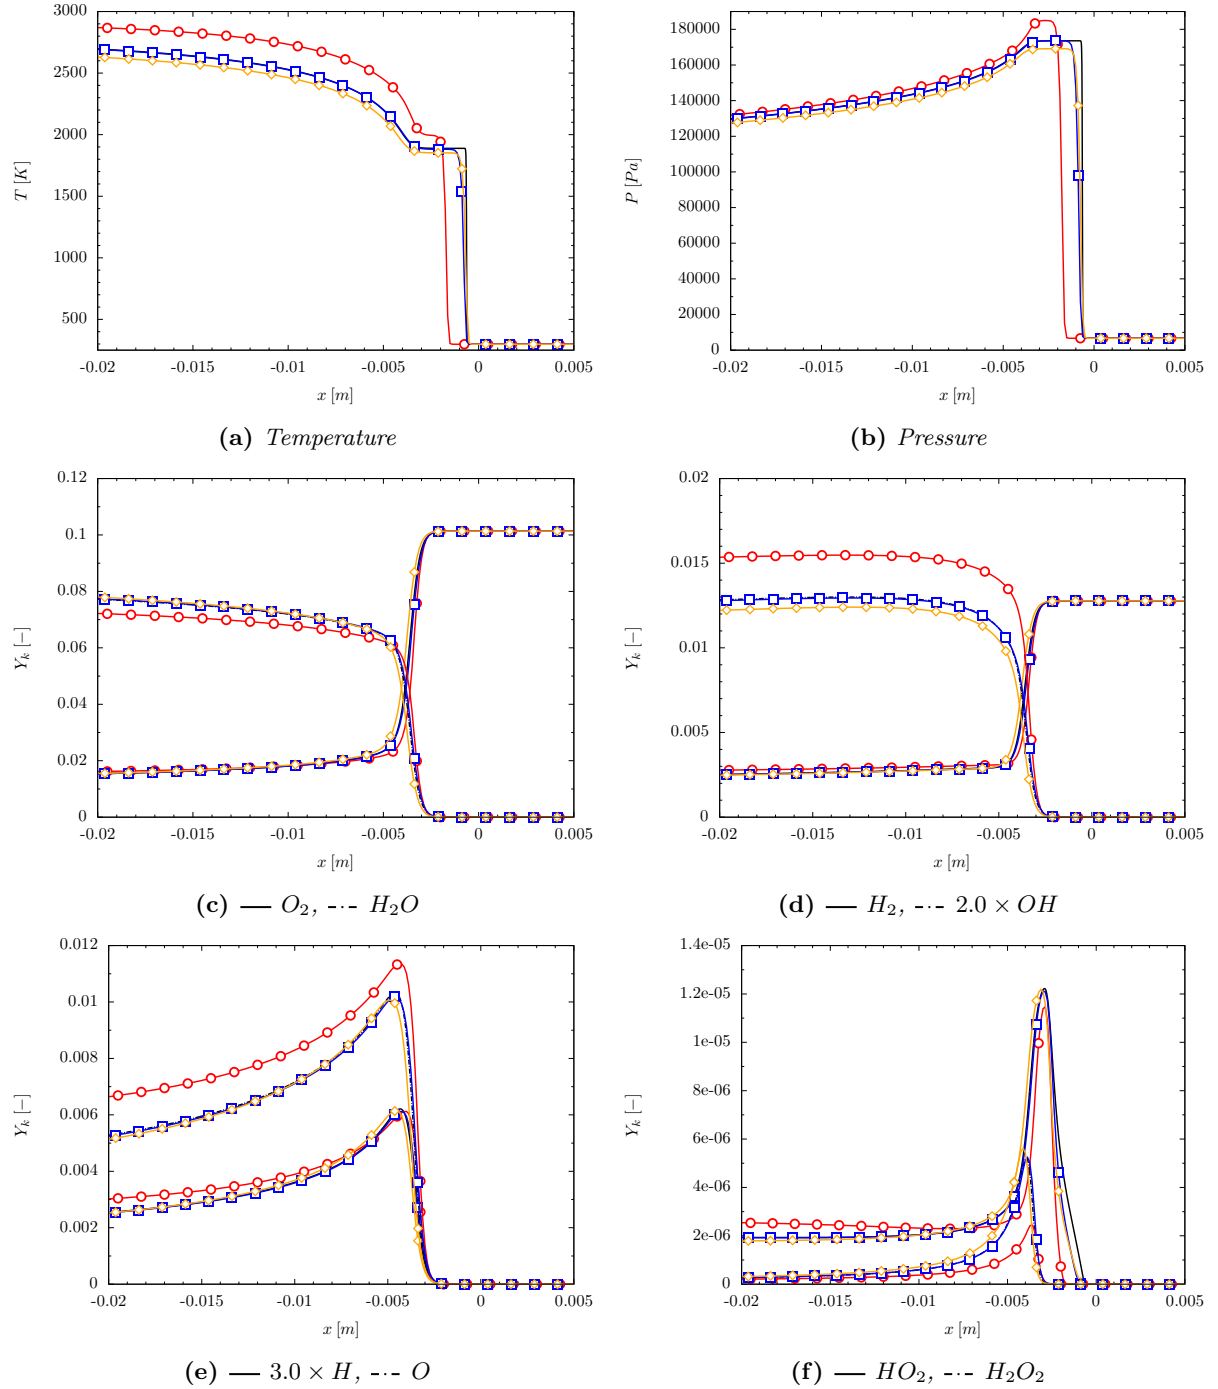 3000
2500
2000
1500
1000
500
T [K]
-0.02 -0.015 -0.01 -0.005 0 0.005
x [m]
(a) Temperature
180000
160000
140000
120000
100000
80000
60000
40000
20000
0
P [Pa]
-0.02 -0.015 -0.01 -0.005 0 0.005
x [m]
(b) Pressure
0.12
0.1
0.08
0.06
0.04
0.02
0
Y_k [−]
-0.02 -0.015 -0.01 -0.005 0 0.005
x [m]
(c) — O_2, -·- H_2O
0.02
0.015
0.01
0.005
0
Y_k [−]
-0.02 -0.015 -0.01 -0.005 0 0.005
x [m]
(d) — H_2, -·- 2.0 × OH
0.012
0.01
0.008
0.006
0.004
0.002
0
Y_k [−]
-0.02 -0.015 -0.01 -0.005 0 0.005
x [m]
(e) — 3.0 × H, -·- O
1.4e-05
1.2e-05
1e-05
8e-06
6e-06
4e-06
2e-06
0
Y_k [−]
-0.02 -0.015 -0.01 -0.005 0 0.005
x [m]
(f) — HO_2, -·- H_2O_2